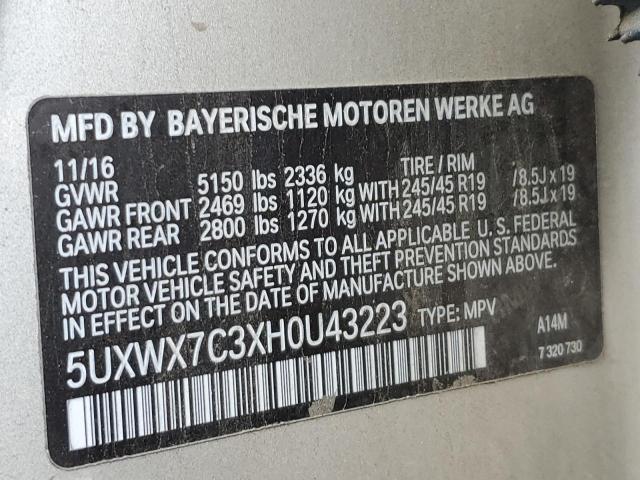 MFD BY BAYERISCHE MOTOREN WERKE AG
11/16 TIRE / RIM
GVWR 5150 lbs 2336 kg
GAWR FRONT 2469 lbs 1120 kg WITH 245/45 R19 /8.5J x 19
GAWR REAR 2800 lbs 1270 kg WITH 245/45 R19 /8.5J x 19
THIS VEHICLE CONFORMS TO ALL APPLICABLE U. S. FEDERAL
MOTOR VEHICLE SAFETY AND THEFT PREVENTION STANDARDS
IN EFFECT ON THE DATE OF MANUFACTURE SHOWN ABOVE.
5UXWX7C3XH0U43223 TYPE: MPV A14M
7 320 730